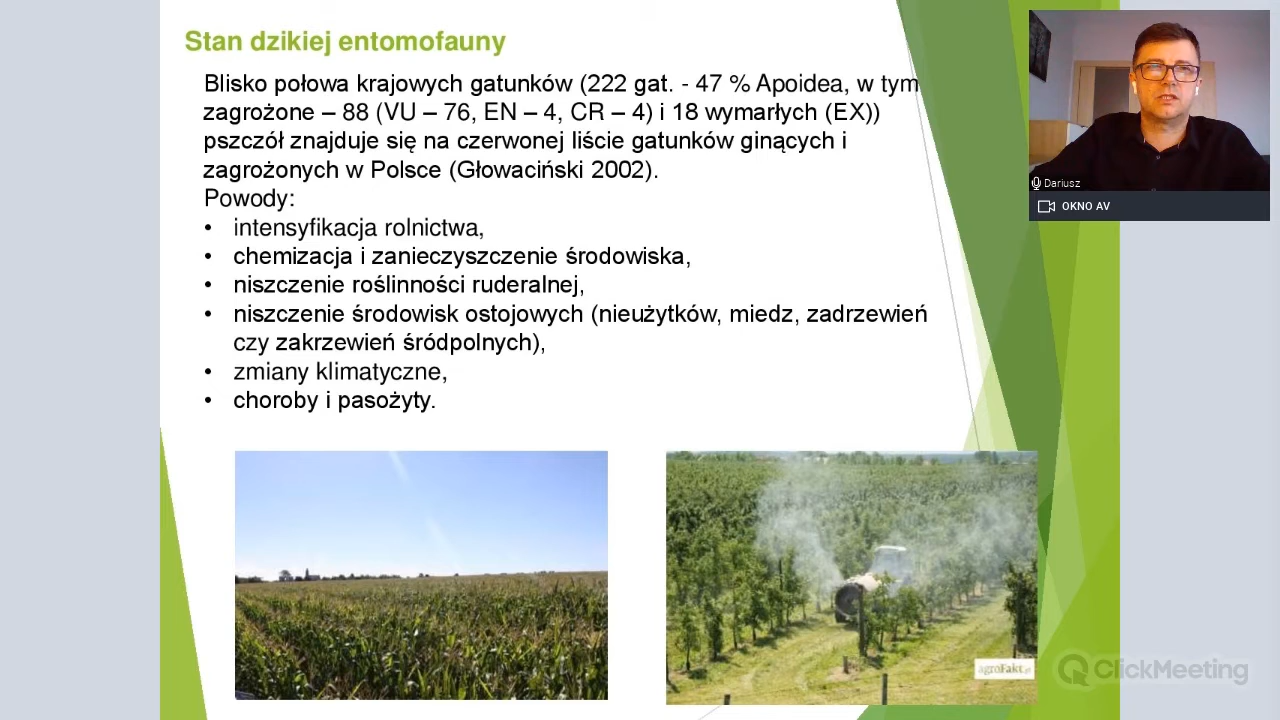 Stan dzikiej entomofauny
Blisko połowa krajowych gatunków (222 gat. - 47 % Apoidea, w tym
zagrożone – 88 (VU – 76, EN – 4, CR – 4) i 18 wymarłych (EX))
pszczół znajduje się na czerwonej liście gatunków ginących i
zagrożonych w Polsce (Głowaciński 2002).
Powody:
• intensyfikacja rolnictwa,
• chemizacja i zanieczyszczenie środowiska,
• niszczenie roślinności ruderalnej,
• niszczenie środowisk ostojowych (nieużytków, miedz, zadrzewień
czy zakrzewień śródpolnych),
• zmiany klimatyczne,
• choroby i pasożyty.
Dariusz
OKNO AV
agroFakt.pl
ClickMeeting